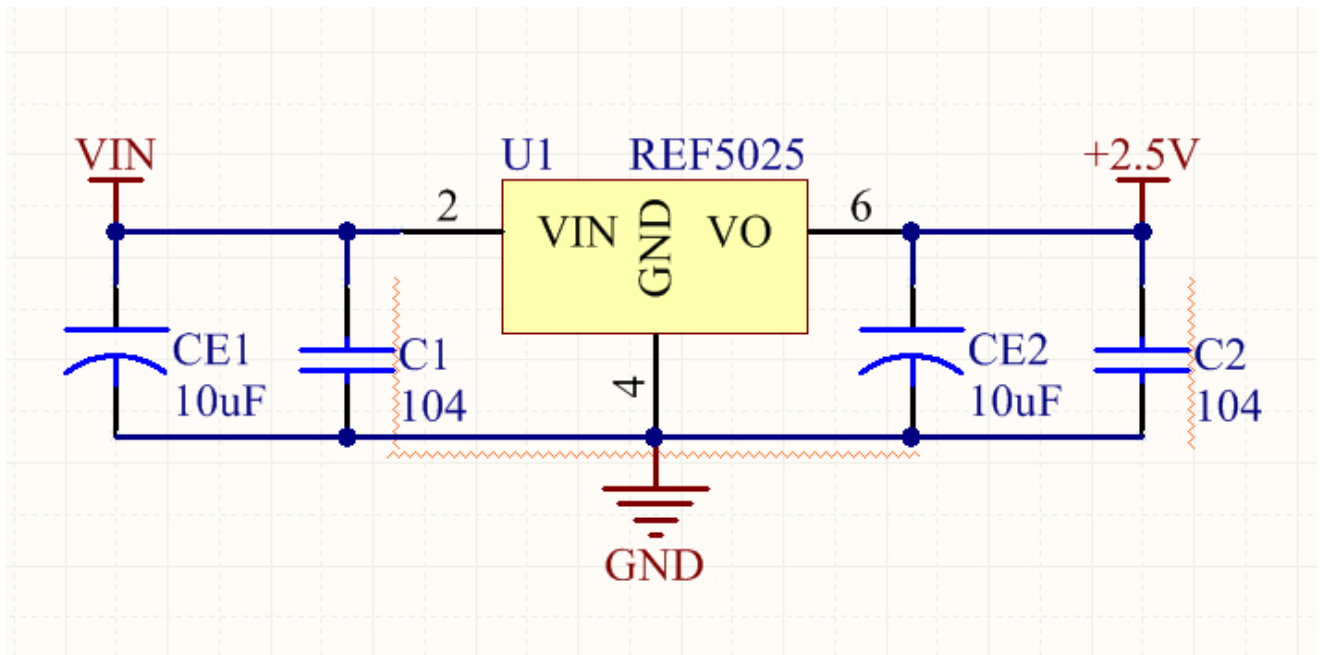 VIN
U1 REF5025
+2.5V
2
VIN GND VO
6
CE1
10uF
C1
104
4
CE2
10uF
C2
104
GND